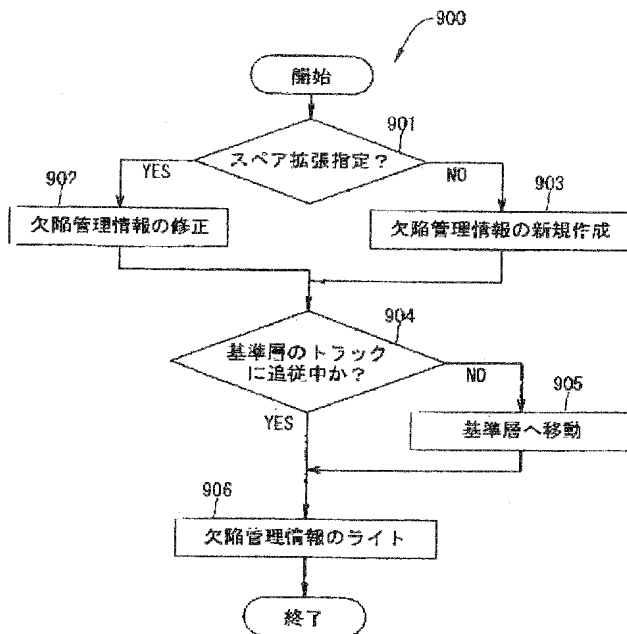 900
開始
901
スペア拡張指定？
YES
NO
902
欠陥管理情報の修正
903
欠陥管理情報の新規作成
904
基準層のトラック
に追従中か？
NO
YES
905
基準層へ移動
906
欠陥管理情報のライト
終了